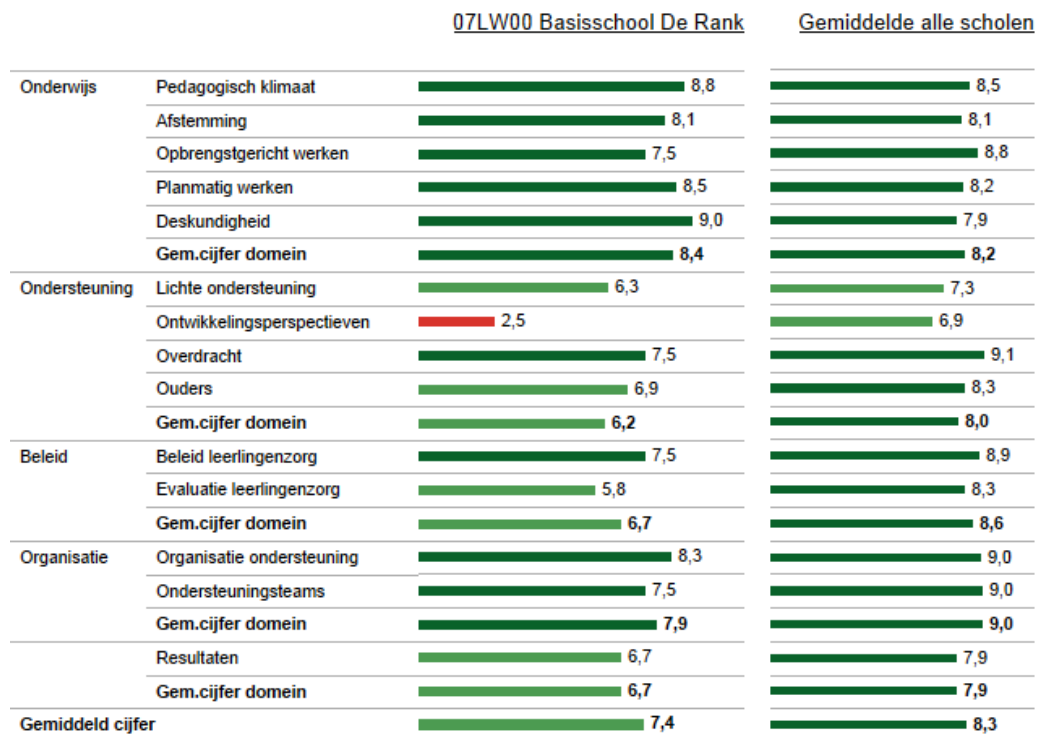 07LW00 Basisschool De Rank Gemiddelde alle scholen
Onderwijs Pedagogisch klimaat 8,8 8,5
Afstemming 8,1 8,1
Opbrengstgericht werken 7,5 8,8
Planmatig werken 8,5 8,2
Deskundigheid 9,0 7,9
Gem.cijfer domein 8,4 8,2
Ondersteuning Lichte ondersteuning 6,3 7,3
Ontwikkelingsperspectieven 2,5 6,9
Overdracht 7,5 9,1
Ouders 6,9 8,3
Gem.cijfer domein 6,2 8,0
Beleid Beleid leerlingenzorg 7,5 8,9
Evaluatie leerlingenzorg 5,8 8,3
Gem.cijfer domein 6,7 8,6
Organisatie Organisatie ondersteuning 8,3 9,0
Ondersteuningsteams 7,5 9,0
Gem.cijfer domein 7,9 9,0
Resultaten 6,7 7,9
Gem.cijfer domein 6,7 7,9
Gemiddeld cijfer 7,4 8,3